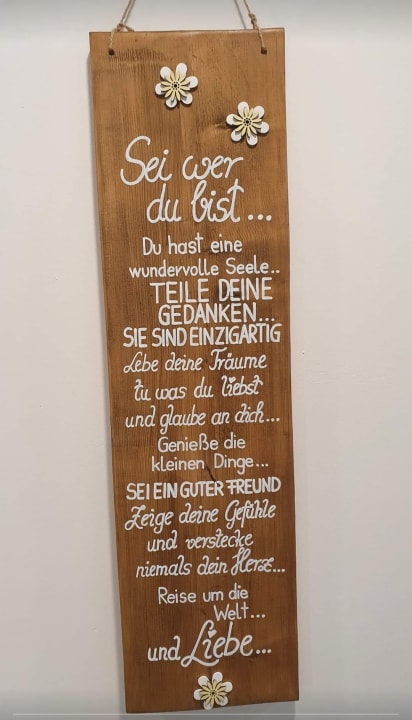 Sei wer
du bist...
Du hast eine
wundervolle Seele..
TEILE DEINE
GEDANKEN...
SIE SIND EINZIGARTIG
Lebe deine Träume
tu was du liebst
und glaube an dich...
Genieße die
kleinen Dinge...
SEI EIN GUTER FREUND
Zeige deine Gefühle
und verstecke
niemals dein Herze...
Reise um die
Welt...
und Liebe...